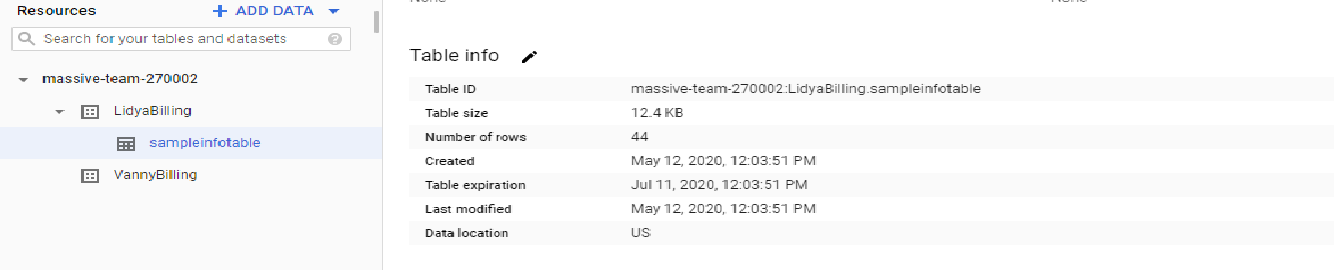 Resources
ADD DATA
Search for your tables and datasets
massive-team-270002
LidyaBilling
sampleinfotable
VannyBilling
Table info
Table ID massive-team-270002:LidyaBilling.sampleinfotable
Table size 12.4 KB
Number of rows 44
Created May 12, 2020, 12:03:51 PM
Table expiration Jul 11, 2020, 12:03:51 PM
Last modified May 12, 2020, 12:03:51 PM
Data location US